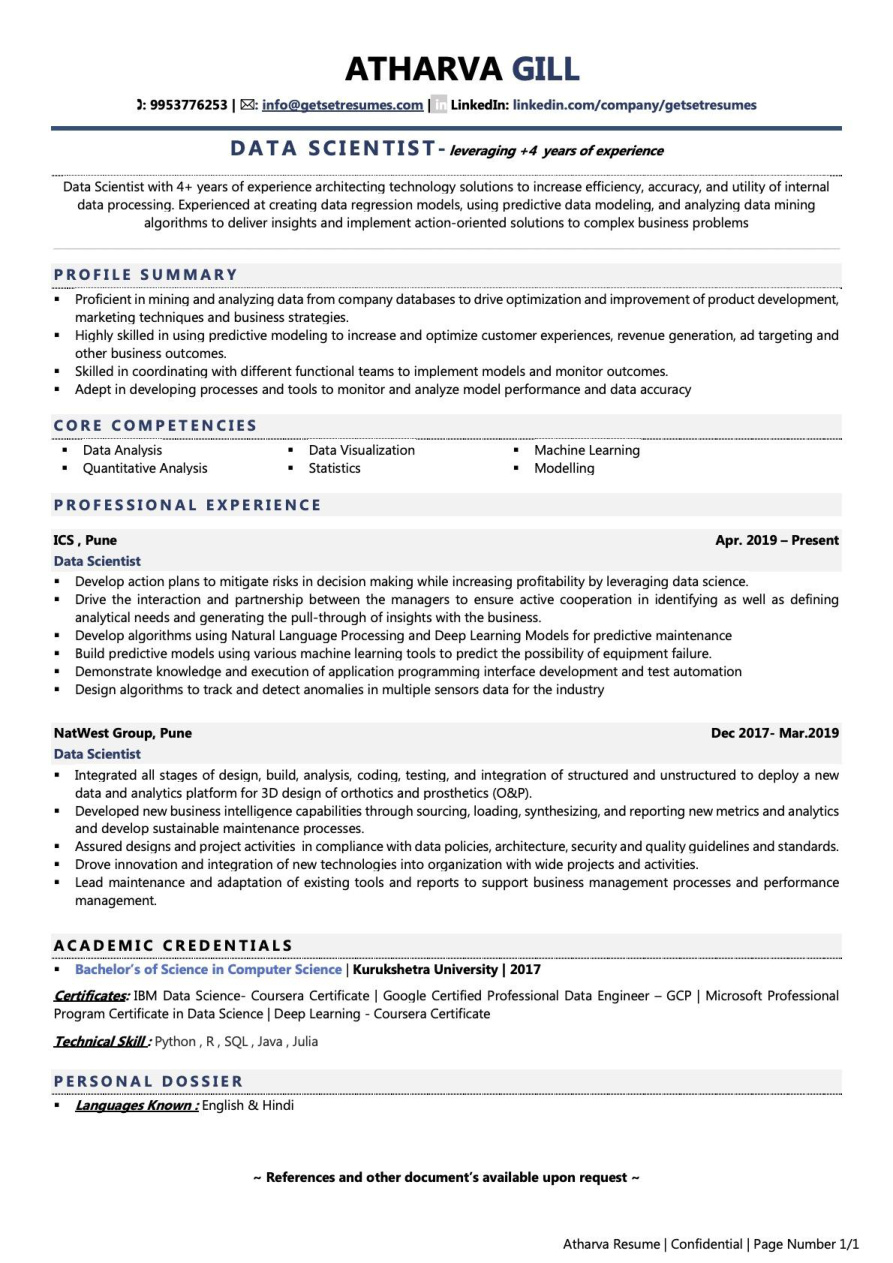 ATHARVA GILL
: 9953776253 | ✉: info@getsetresumes.com | in LinkedIn: linkedin.com/company/getsetresumes
DATA SCIENTIST- leveraging +4 years of experience
Data Scientist with 4+ years of experience architecting technology solutions to increase efficiency, accuracy, and utility of internal
data processing. Experienced at creating data regression models, using predictive data modeling, and analyzing data mining
algorithms to deliver insights and implement action-oriented solutions to complex business problems
PROFILE SUMMARY
▪ Proficient in mining and analyzing data from company databases to drive optimization and improvement of product development,
marketing techniques and business strategies.
▪ Highly skilled in using predictive modeling to increase and optimize customer experiences, revenue generation, ad targeting and
other business outcomes.
▪ Skilled in coordinating with different functional teams to implement models and monitor outcomes.
▪ Adept in developing processes and tools to monitor and analyze model performance and data accuracy
CORE COMPETENCIES
▪ Data Analysis ▪ Data Visualization ▪ Machine Learning
▪ Quantitative Analysis ▪ Statistics ▪ Modelling
PROFESSIONAL EXPERIENCE
ICS , Pune Apr. 2019 – Present
Data Scientist
▪ Develop action plans to mitigate risks in decision making while increasing profitability by leveraging data science.
▪ Drive the interaction and partnership between the managers to ensure active cooperation in identifying as well as defining
analytical needs and generating the pull-through of insights with the business.
▪ Develop algorithms using Natural Language Processing and Deep Learning Models for predictive maintenance
▪ Build predictive models using various machine learning tools to predict the possibility of equipment failure.
▪ Demonstrate knowledge and execution of application programming interface development and test automation
▪ Design algorithms to track and detect anomalies in multiple sensors data for the industry
NatWest Group, Pune Dec 2017- Mar.2019
Data Scientist
▪ Integrated all stages of design, build, analysis, coding, testing, and integration of structured and unstructured to deploy a new
data and analytics platform for 3D design of orthotics and prosthetics (O&P).
▪ Developed new business intelligence capabilities through sourcing, loading, synthesizing, and reporting new metrics and analytics
and develop sustainable maintenance processes.
▪ Assured designs and project activities in compliance with data policies, architecture, security and quality guidelines and standards.
▪ Drove innovation and integration of new technologies into organization with wide projects and activities.
▪ Lead maintenance and adaptation of existing tools and reports to support business management processes and performance
management.
ACADEMIC CREDENTIALS
▪ Bachelor's of Science in Computer Science | Kurukshetra University | 2017
Certificates: IBM Data Science- Coursera Certificate | Google Certified Professional Data Engineer – GCP | Microsoft Professional
Program Certificate in Data Science | Deep Learning - Coursera Certificate
Technical Skill : Python , R , SQL , Java , Julia
PERSONAL DOSSIER
▪ Languages Known : English & Hindi
~ References and other document's available upon request ~
Atharva Resume | Confidential | Page Number 1/1